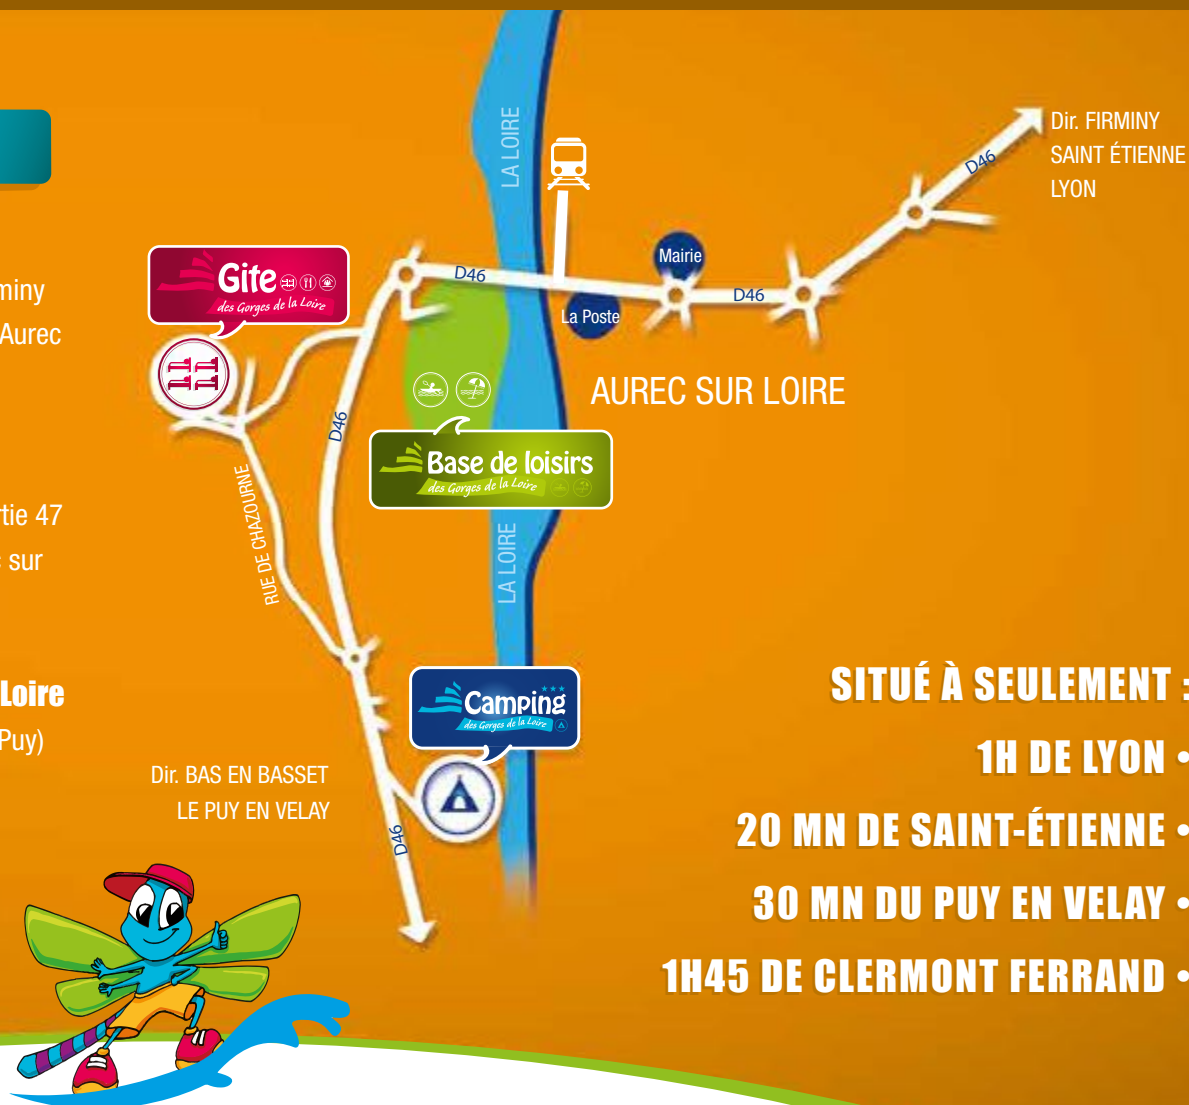 LA LOIRE
Dir. FIRMINY
SAINT ÉTIENNE
LYON
D46
Mairie
Gite
des Gorges de la Loire
D46
D46
La Poste
miny
Aurec
AUREC SUR LOIRE
D46
Base de loisirs
des Gorges de la Loire
RUE DE CHAZOURNE
rtie 47
sur
LA LOIRE
Loire
Puy)
Camping
des Gorges de la Loire
Dir. BAS EN BASSET
LE PUY EN VELAY
D46
SITUÉ À SEULEMENT :
1H DE LYON •
20 MN DE SAINT-ÉTIENNE •
30 MN DU PUY EN VELAY •
1H45 DE CLERMONT FERRAND •